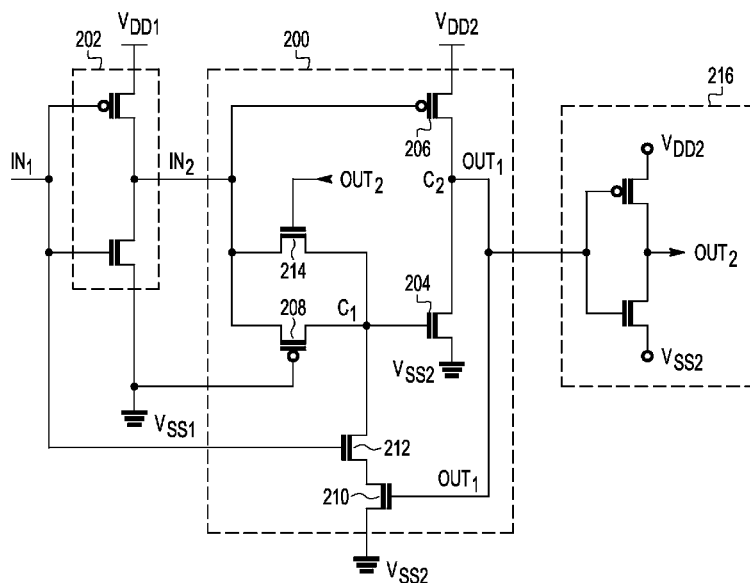 202
V_DD1
200
V_DD2
216
206
V_DD2
IN_1
IN_2
OUT_2
OUT_1
C_2
214
208
204
OUT_2
C_1
V_SS2
V_SS2
V_SS1
212
210
OUT_1
V_SS2